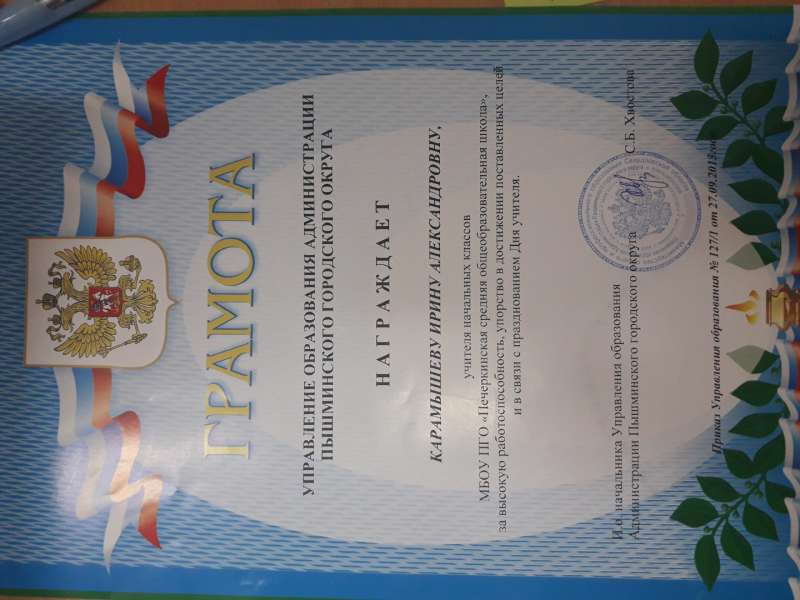 ГРАМОТА
УПРАВЛЕНИЕ ОБРАЗОВАНИЯ АДМИНИСТРАЦИИ
ПЫШМИНСКОГО ГОРОДСКОГО ОКРУГА
НАГРАЖДАЕТ
КАРАМЫШЕВУ ИРИНУ АЛЕКСАНДРОВНУ,
учителя начальных классов
МБОУ ПГО «Печеркинская средняя общеобразовательная школа»,
за высокую работоспособность, упорство в достижении поставленных целей
и в связи с празднованием Дня учителя.
И.о. начальника Управления образования
Администрации Пышминского городского округа С.Б. Хвостова
Приказ Управления образования № 127/1 от 27.09.2018